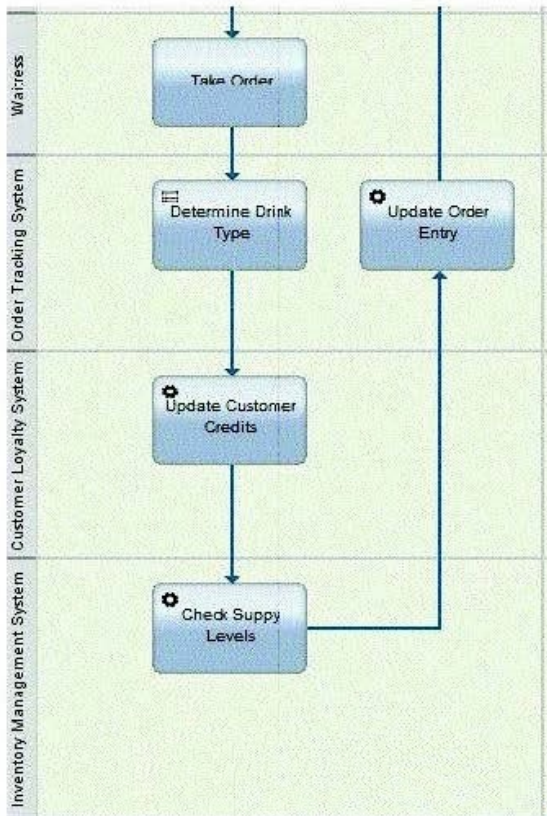 Waitress
Take Order
Order Tracking System
Determine Drink
Type
Update Order
Entry
Customer Loyalty System
Update Customer
Credits
Inventory Management System
Check Suppy
Levels